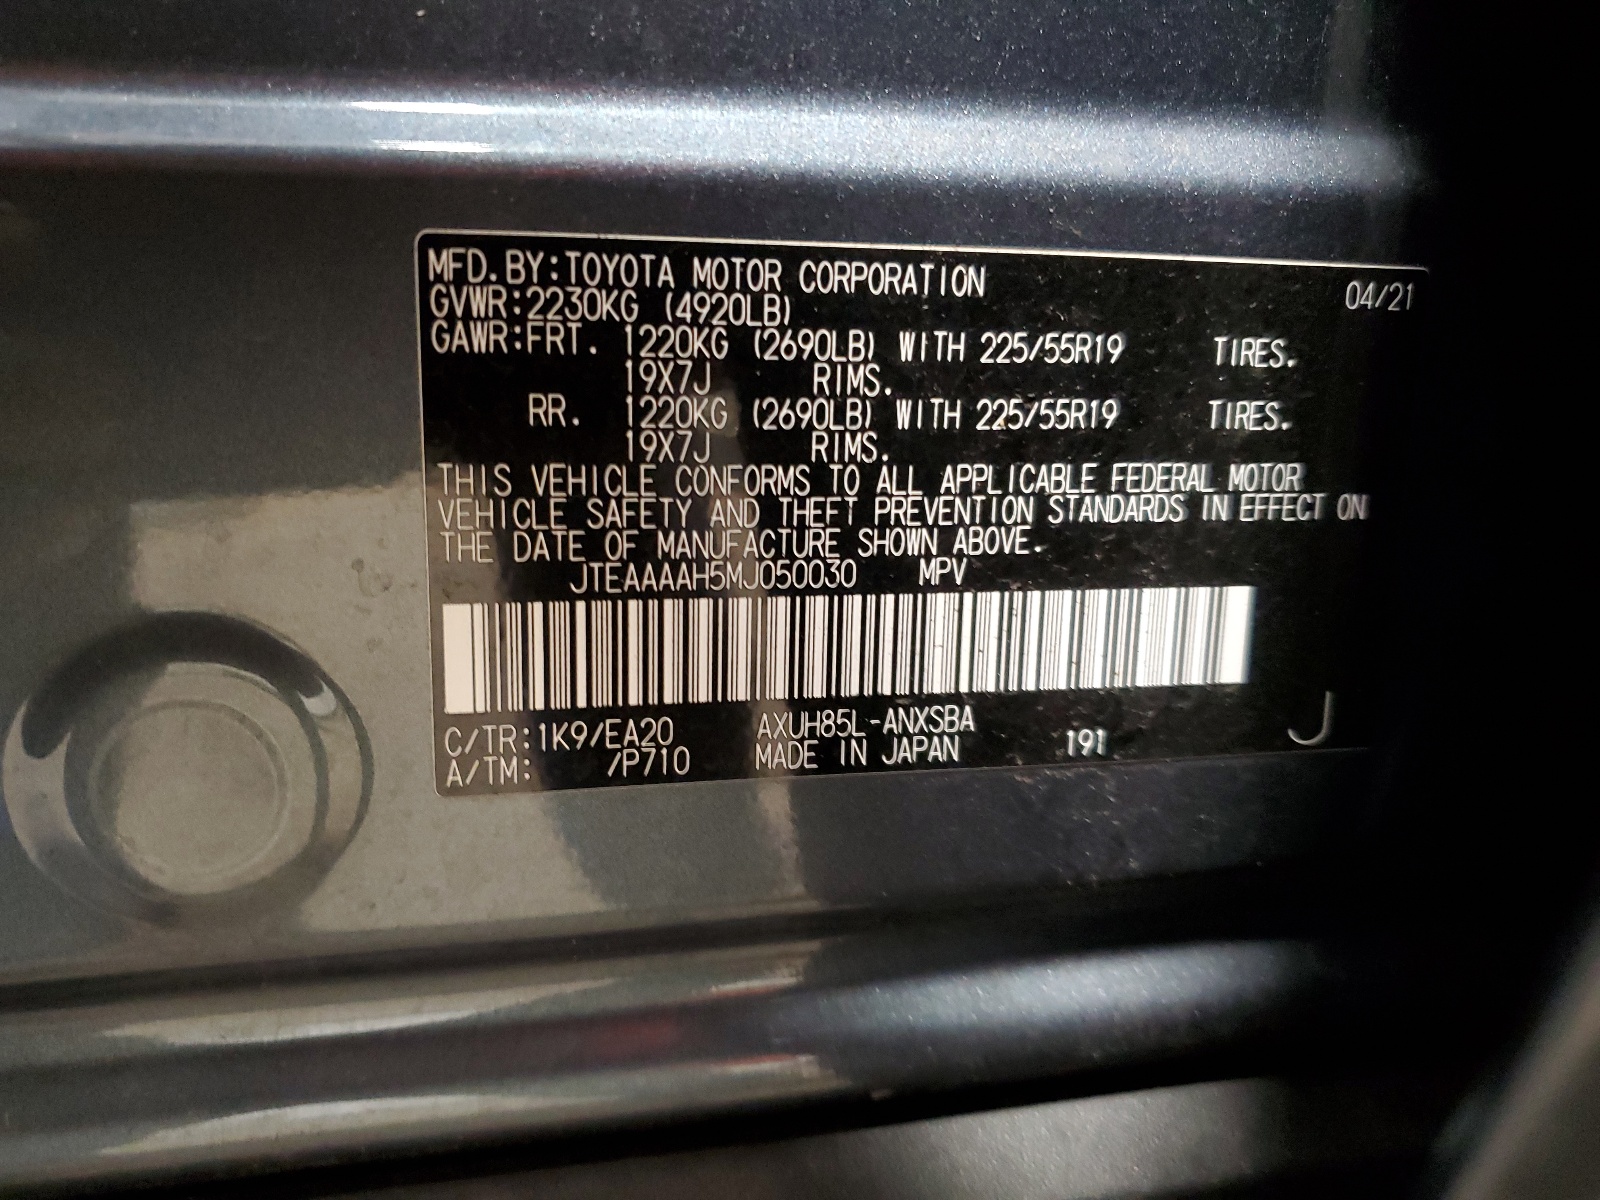 MFD. BY: TOYOTA MOTOR CORPORATION 04/21
GVWR: 2230KG (4920LB)
GAWR: FRT. 1220KG (2690LB) WITH 225/55R19 TIRES.
19X7J RIMS.
RR. 1220KG (2690LB) WITH 225/55R19 TIRES.
19X7J RIMS.
THIS VEHICLE CONFORMS TO ALL APPLICABLE FEDERAL MOTOR
VEHICLE SAFETY AND THEFT PREVENTION STANDARDS IN EFFECT ON
THE DATE OF MANUFACTURE SHOWN ABOVE.
JTEAAAAH5MJ050030 MPV
C/TR: 1K9/EA20 AXUH85L-ANXSBA
A/TM: /P710 MADE IN JAPAN 191 J